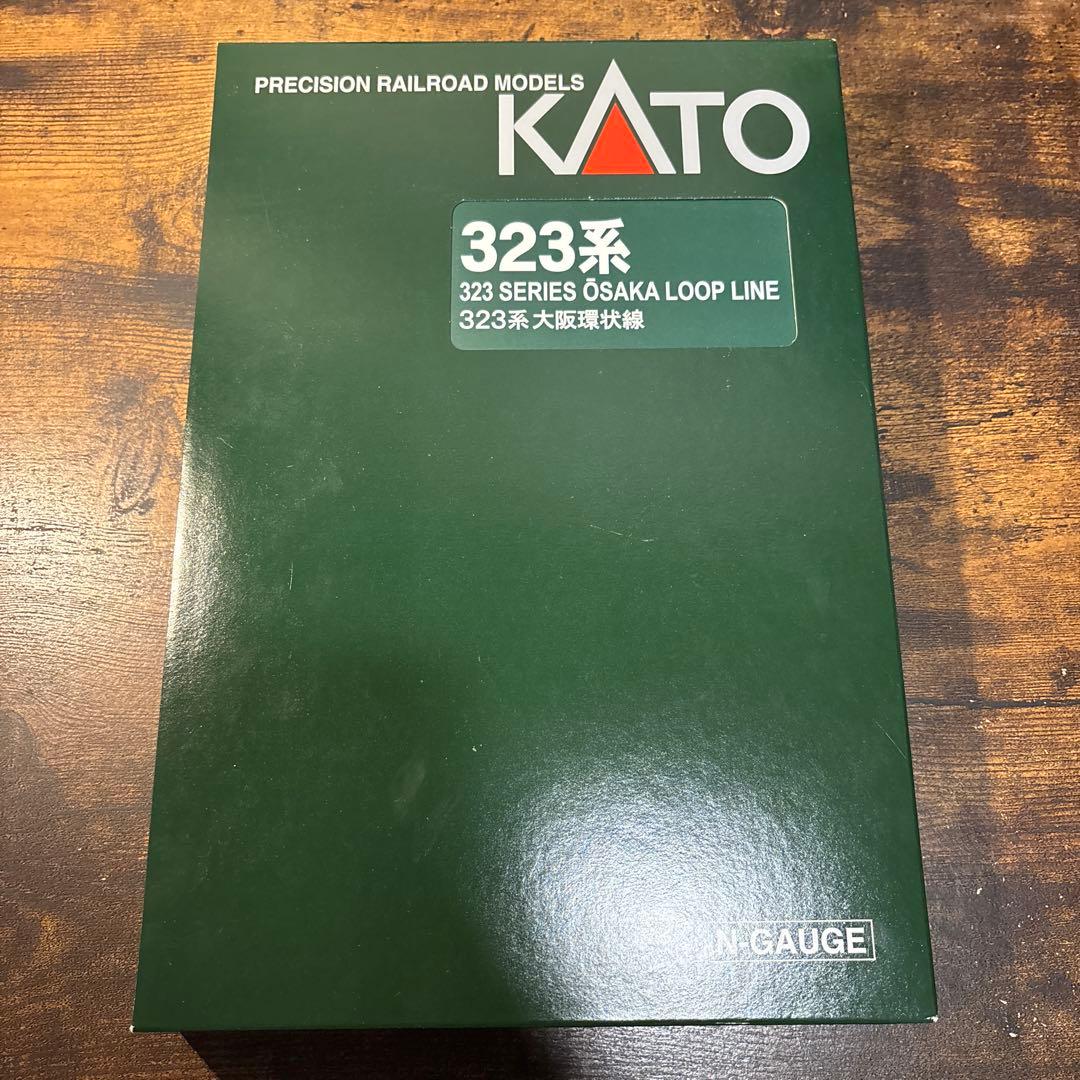 PRECISION RAILROAD MODELS
KATO
323系
323 SERIES ŌSAKA LOOP LINE
323系 大阪環状線
N-GAUGE